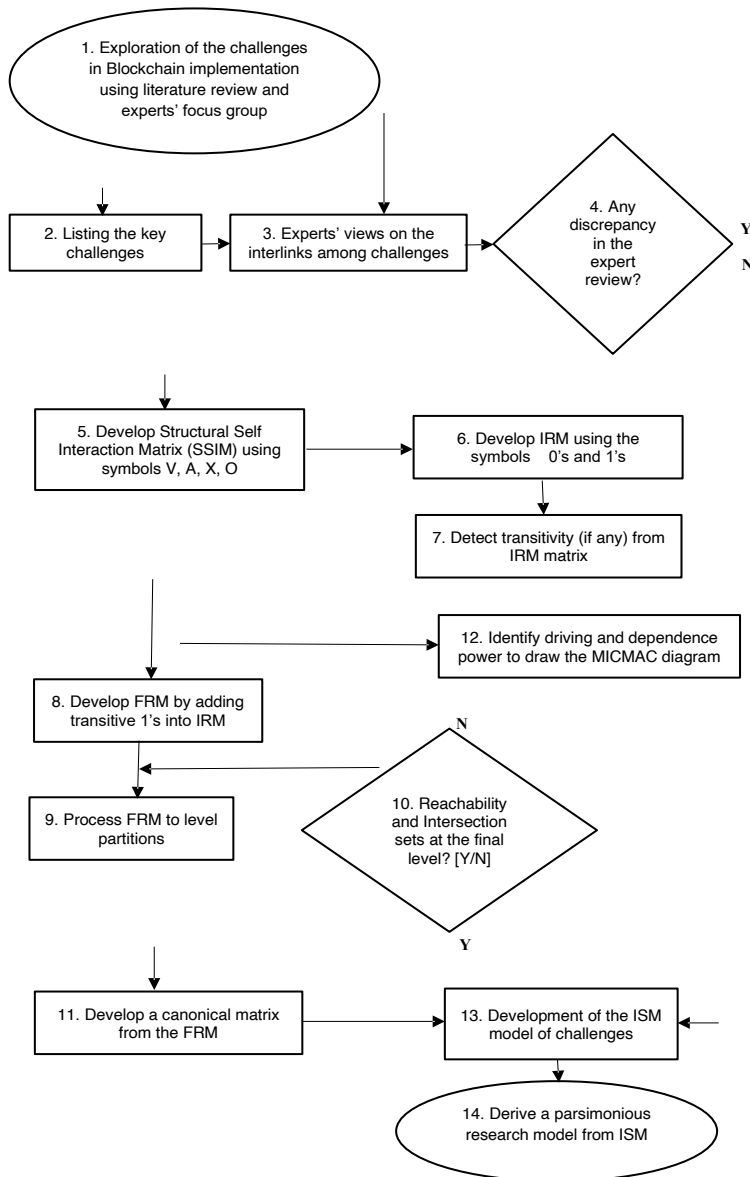 1. Exploration of the challenges
in Blockchain implementation
using literature review and
experts' focus group
2. Listing the key
challenges
3. Experts' views on the
interlinks among challenges
4. Any
discrepancy
in the
expert
review?
Y
N
5. Develop Structural Self
Interaction Matrix (SSIM) using
symbols V, A, X, O
6. Develop IRM using the
symbols 0's and 1's
7. Detect transitivity (if any) from
IRM matrix
12. Identify driving and dependence
power to draw the MICMAC diagram
8. Develop FRM by adding
transitive 1's into IRM
N
9. Process FRM to level
partitions
10. Reachability
and Intersection
sets at the final
level? [Y/N]
Y
11. Develop a canonical matrix
from the FRM
13. Development of the ISM
model of challenges
14. Derive a parsimonious
research model from ISM